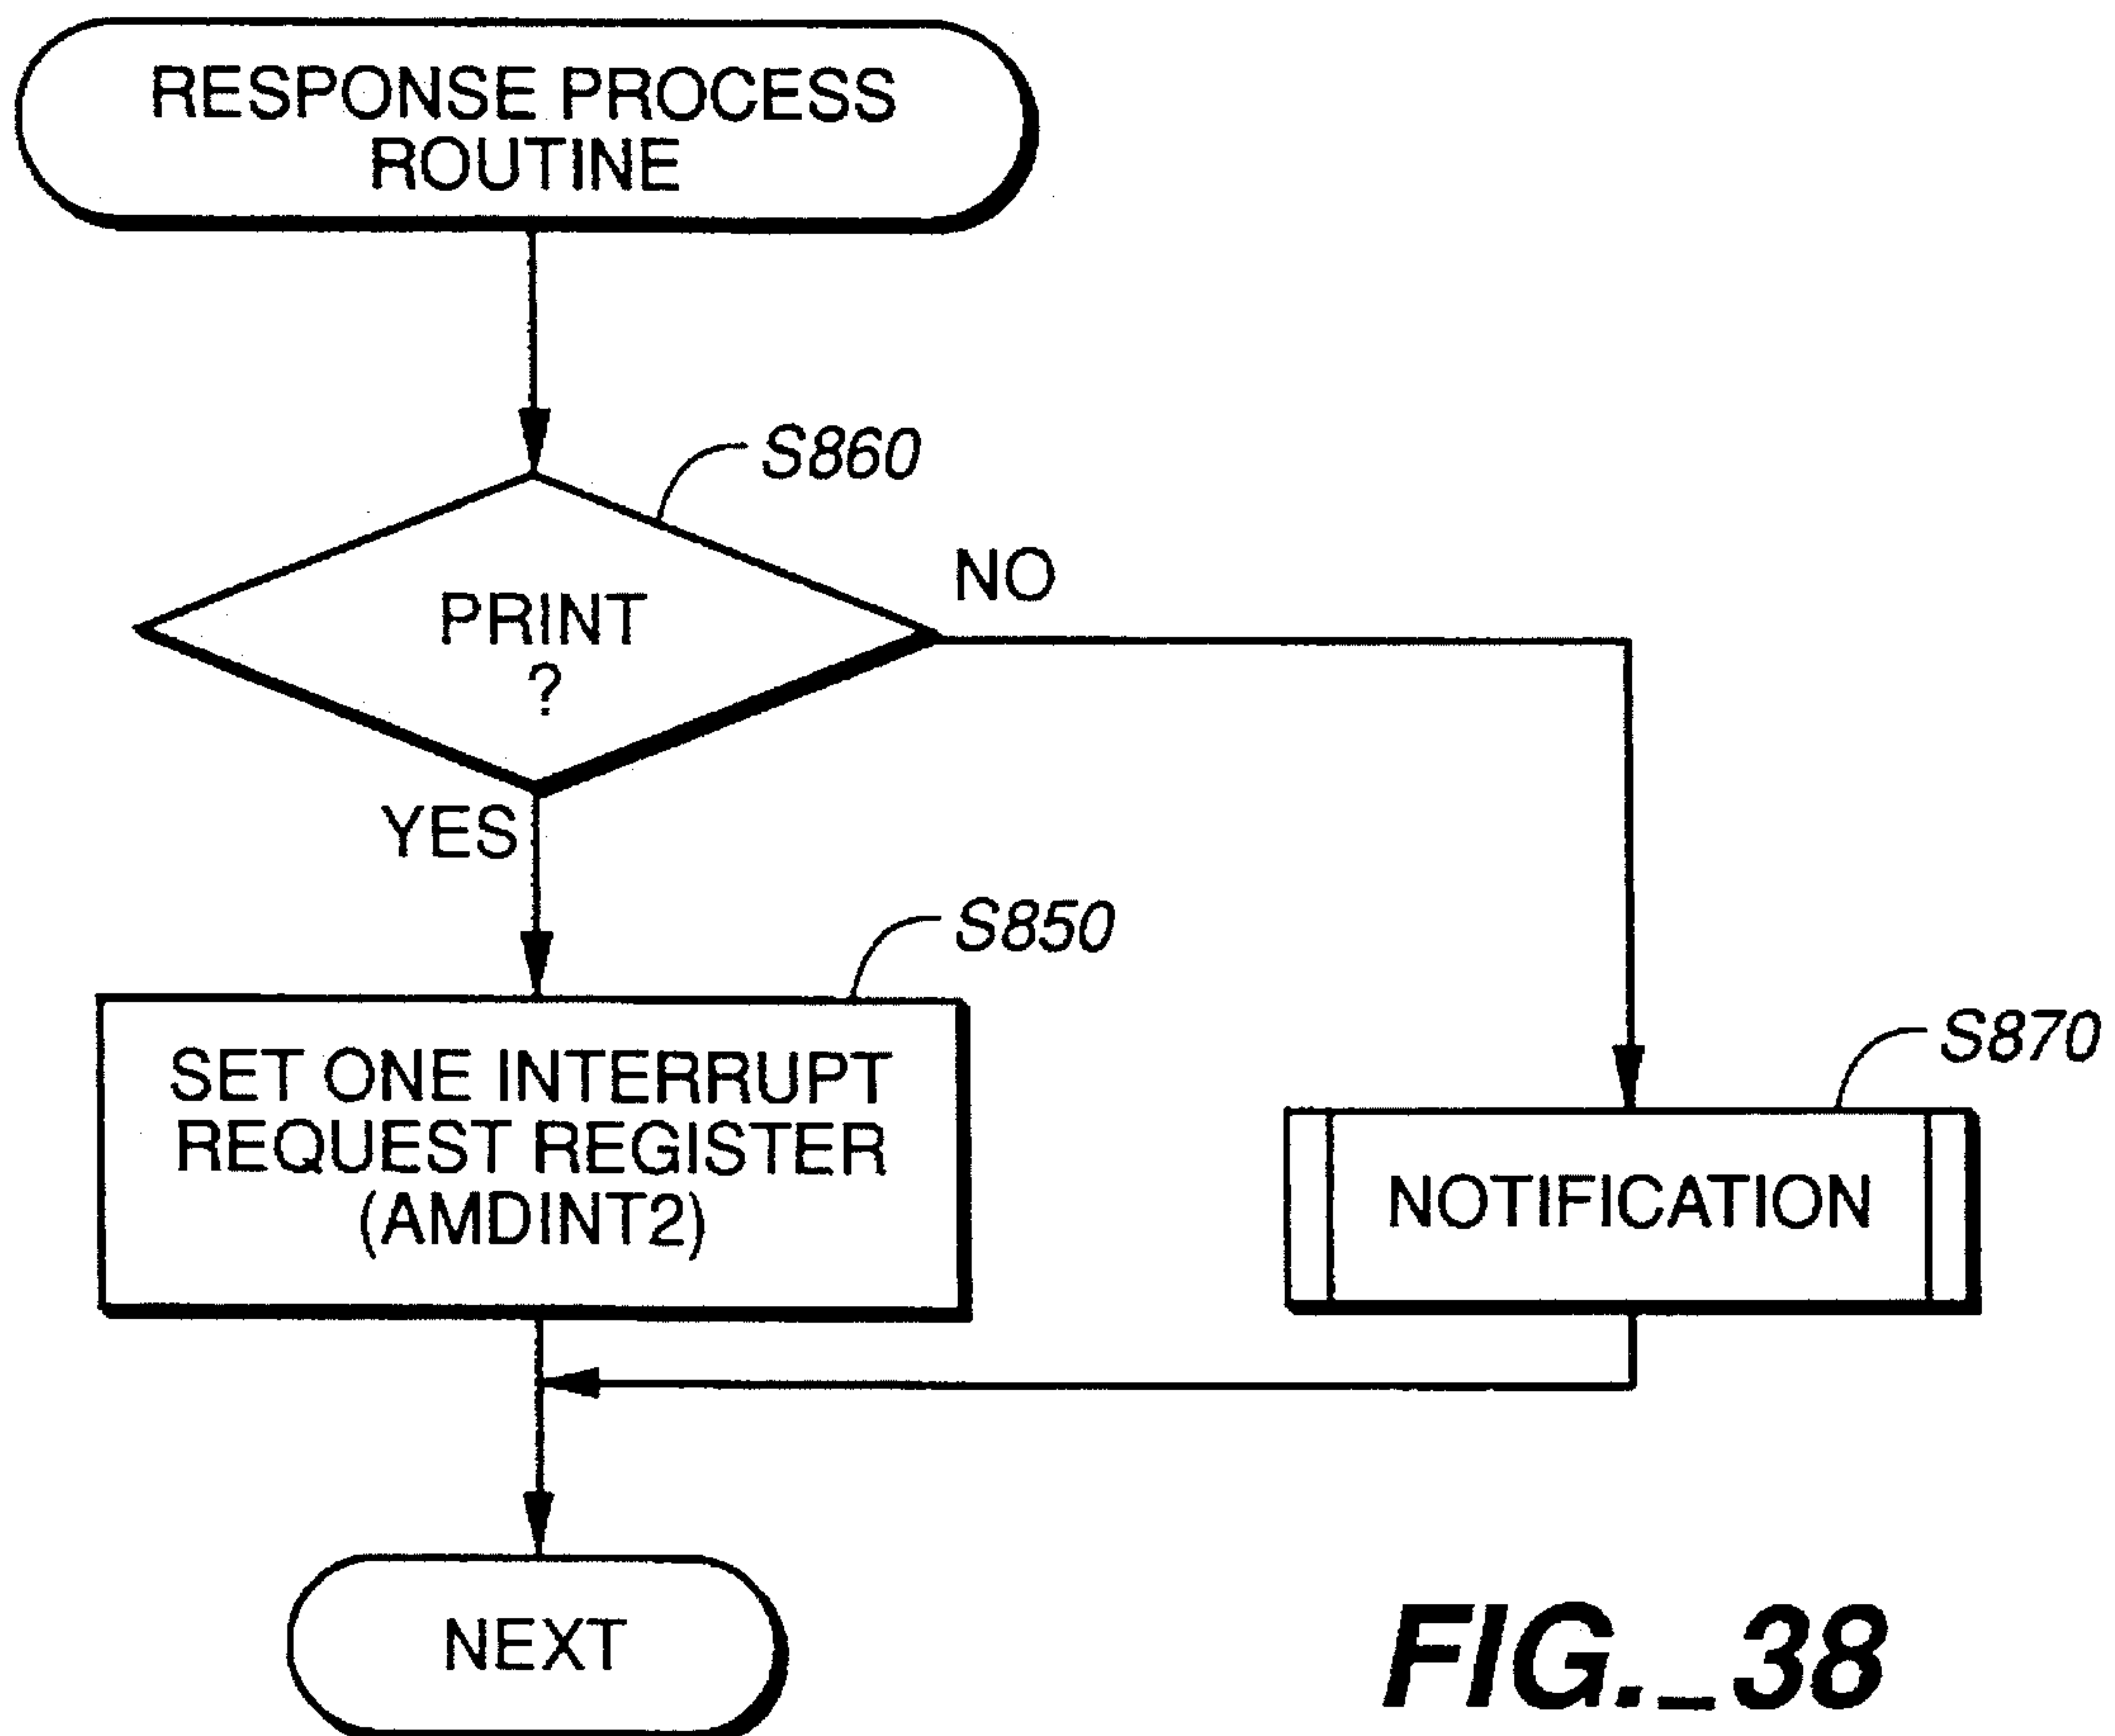 RESPONSE PROCESS
ROUTINE
S860
NO
PRINT
?
YES
S850
SET ONE INTERRUPT
REQUEST REGISTER
(AMDINT2)
S870
NOTIFICATION
NEXT
FIG._38